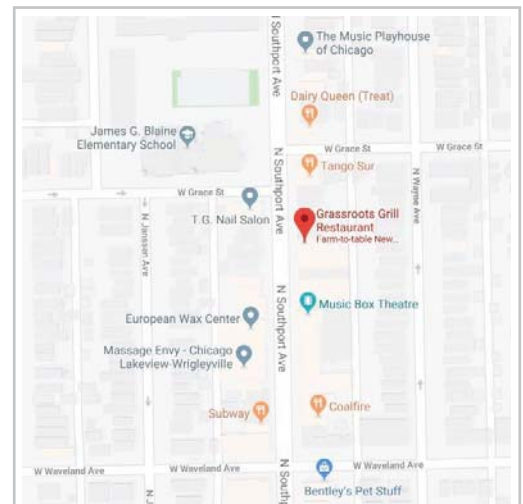 N Southport Ave
The Music Playhouse
of Chicago
Dairy Queen (Treat)
James G. Blaine
Elementary School
W Grace St
W Grace St
Tango Sur
N Southport Ave
N Wayne Ave
W Grace St
T.G. Nail Salon
Grassroots Grill
Restaurant
Farm-to-table New...
N Janssen Ave
Music Box Theatre
N Southport Ave
European Wax Center
Massage Envy - Chicago
Lakeview-Wrigleyville
Subway
Coalfire
W Waveland Ave
W Waveland Ave
W Waveland Ave
N J
N South
Bentley's Pet Stuff